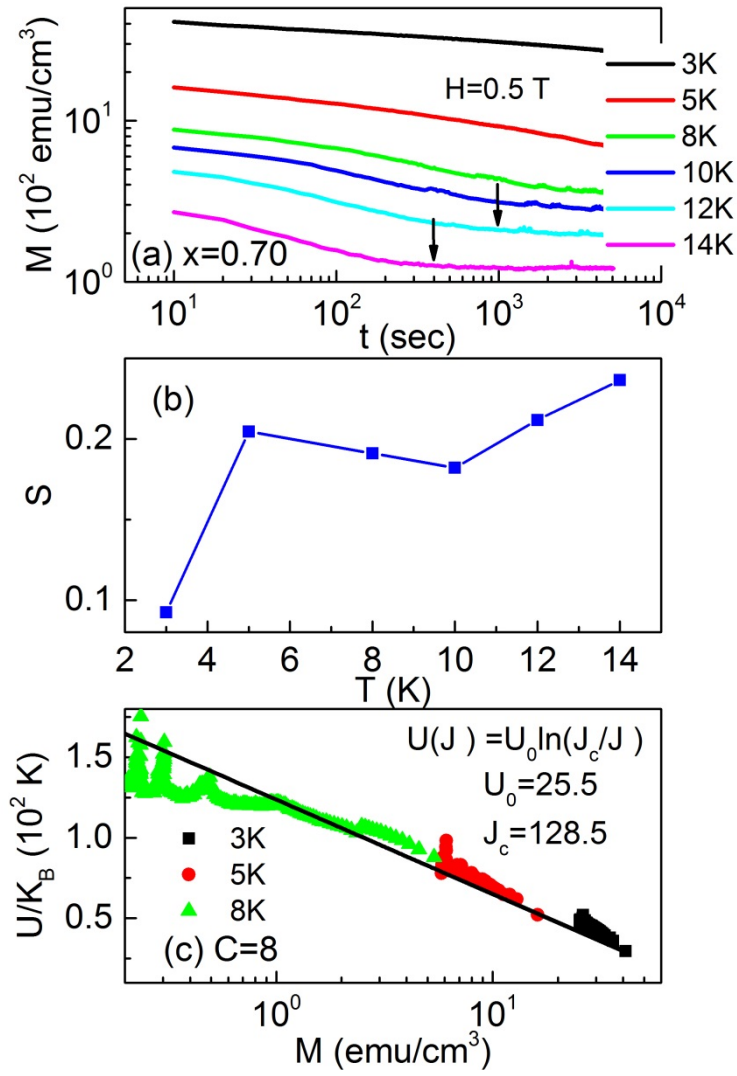 M (10² emu/cm³)
10¹
10⁰
H=0.5 T
3K
5K
8K
10K
12K
14K
(a) x=0.70
10¹ 10² 10³ 10⁴
t (sec)
(b)
S
0.2
0.1
2 4 6 8 10 12 14
T (K)
U/K_B (10² K)
1.5
1.0
0.5
U(J ) =U₀ln(J_c/J )
U₀=25.5
J_c=128.5
3K
5K
8K
(c) C=8
10⁰ 10¹
M (emu/cm³)